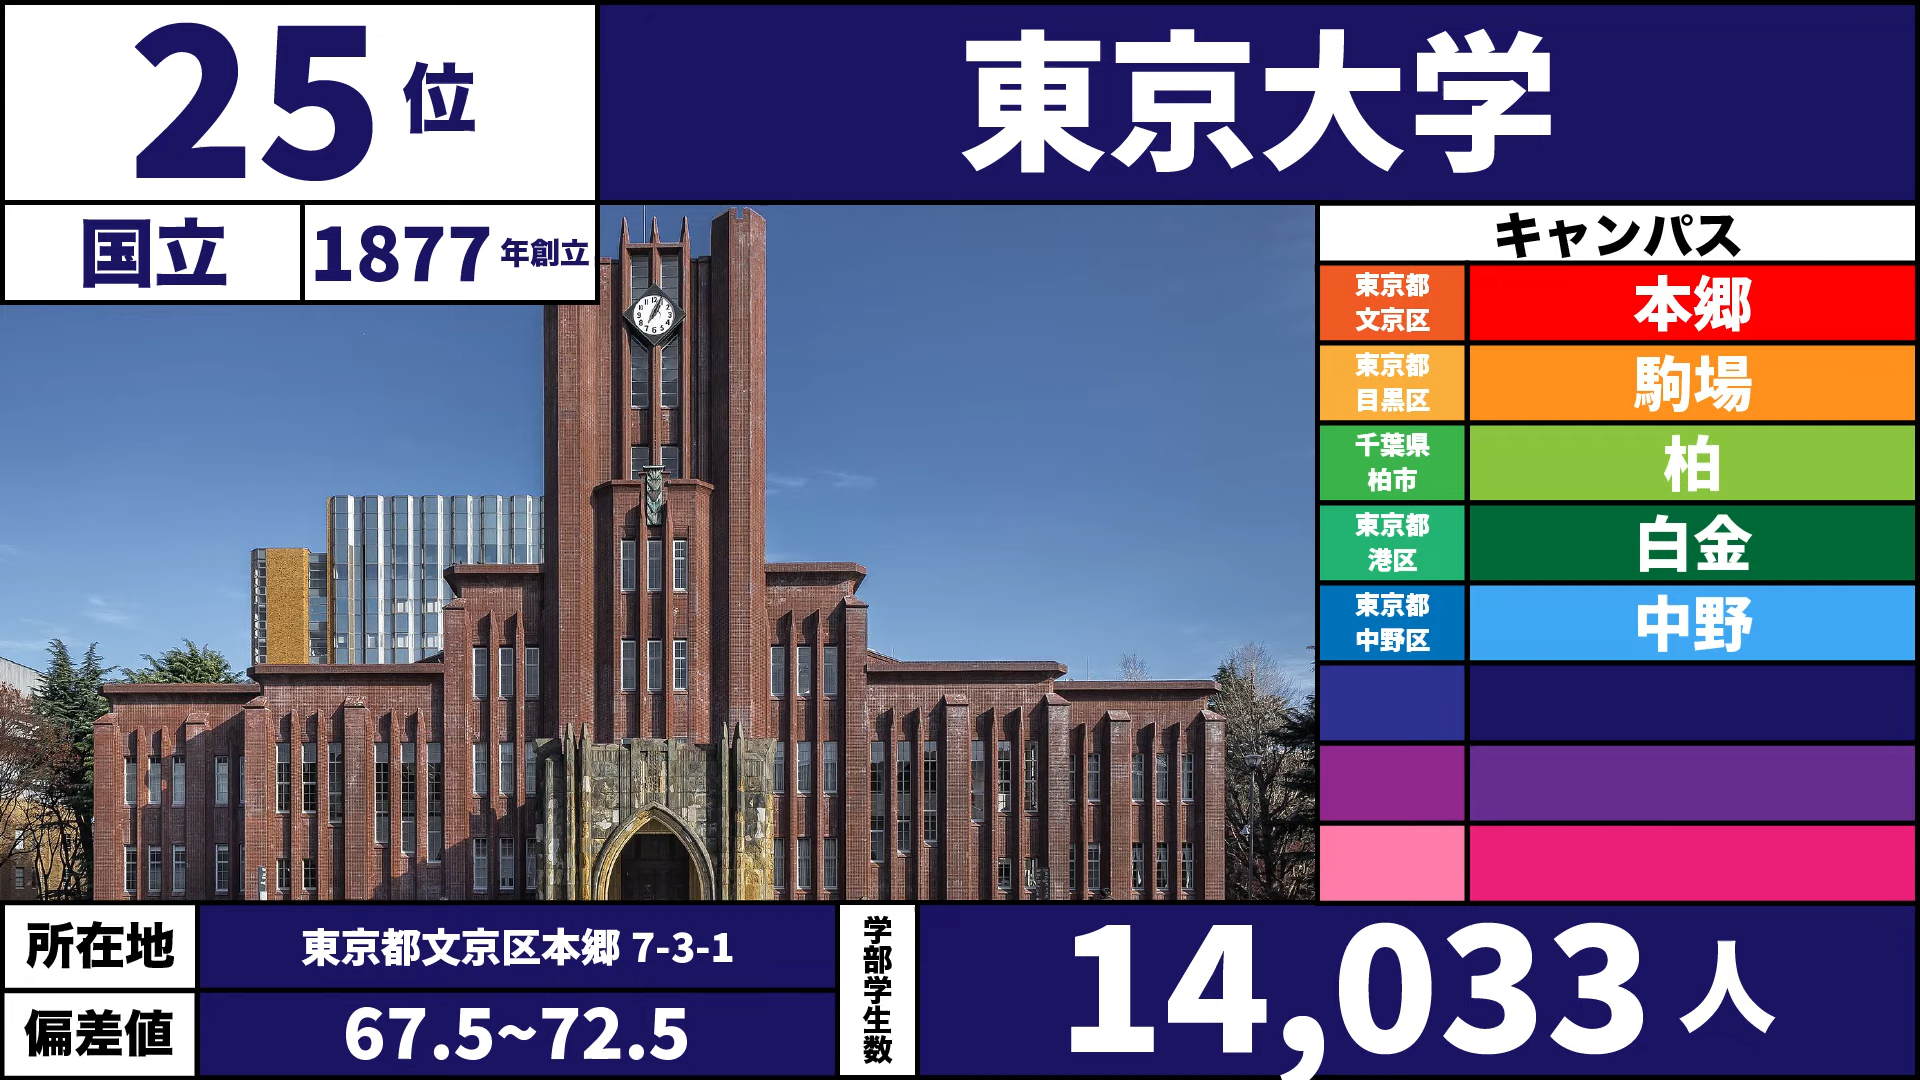 25位
東京大学
国立
1877年創立
キャンパス
東京都
文京区
本郷
東京都
目黒区
駒場
千葉県
柏市
柏
東京都
港区
白金
東京都
中野区
中野
所在地
東京都文京区本郷 7-3-1
偏差値
67.5~72.5
学部学生数
14,033人